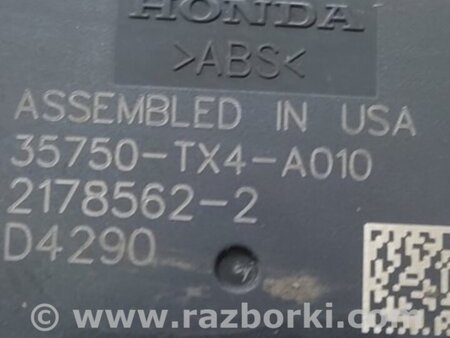 HONDA
>ABS<
ASSEMBLED IN USA
35750-TX4-A010
2178562-2
D4290
© www.razborki.com